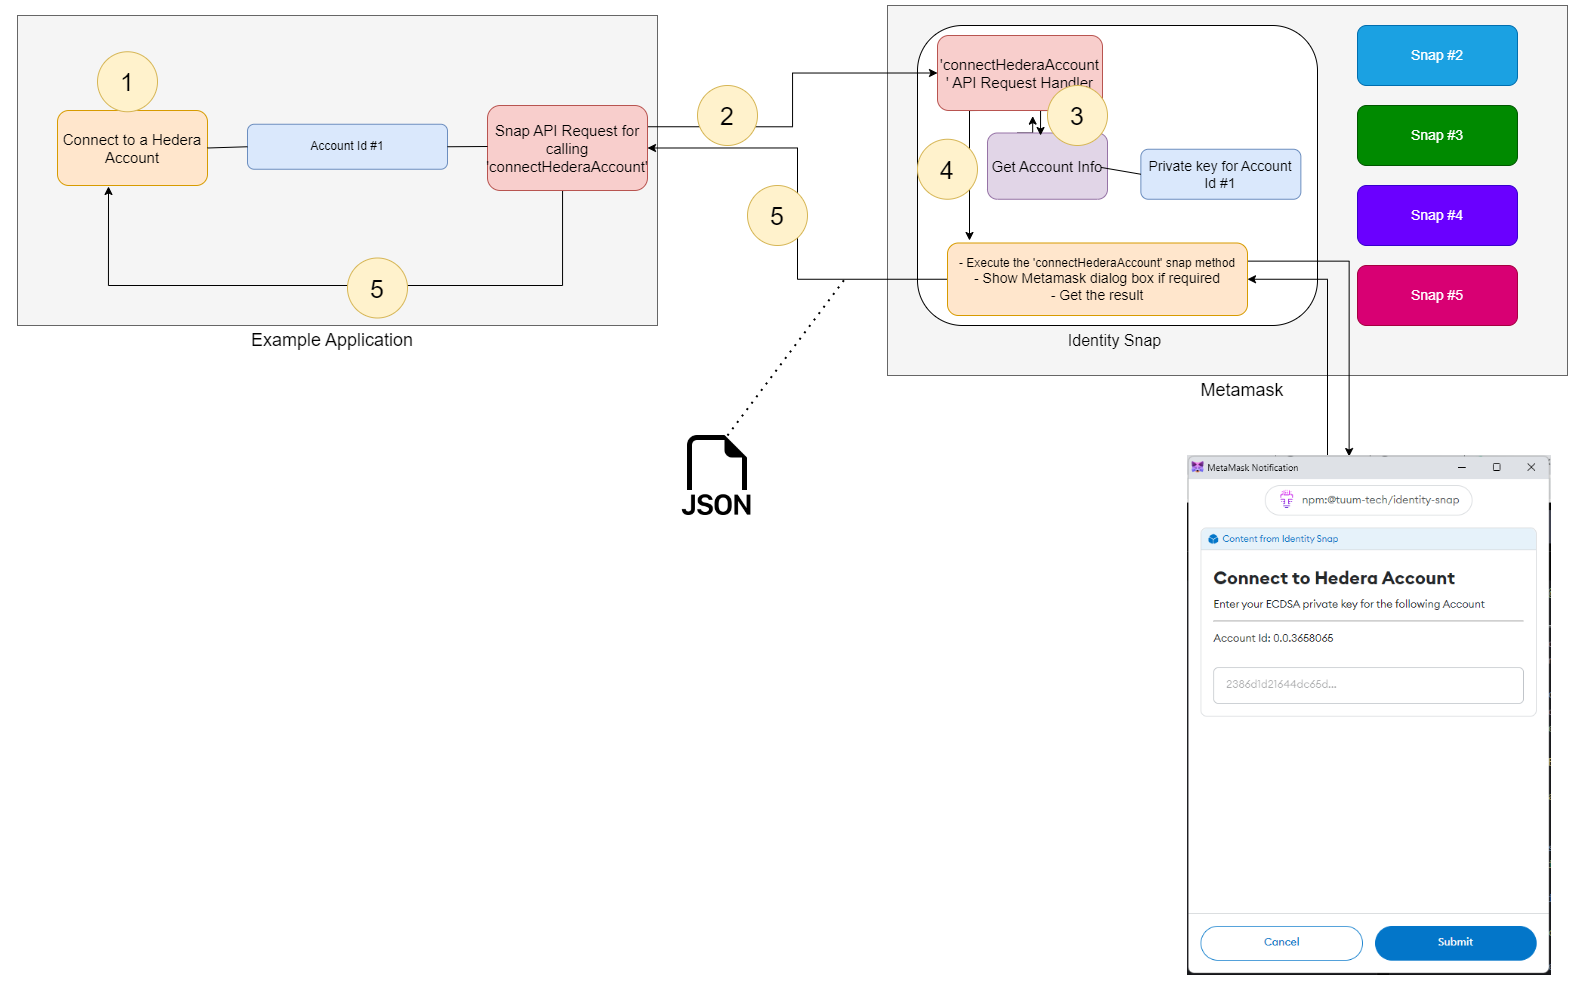 1
Connect to a Hedera
Account
Account Id #1
Snap API Request for
calling
'connectHederaAccount'
5
Example Application
2
5
JSON
'connectHederaAccount
' API Request Handler
3
4
Get Account Info
Private key for Account
Id #1
- Execute the 'connectHederaAccount' snap method
- Show Metamask dialog box if required
- Get the result
Identity Snap
Snap #2
Snap #3
Snap #4
Snap #5
Metamask
MetaMask Notification
npm:@tuum-tech/identity-snap
Content from Identity Snap
Connect to Hedera Account
Enter your ECDSA private key for the following Account
Account Id: 0.0.3658065
2386d1d21644dc65d...
Cancel
Submit